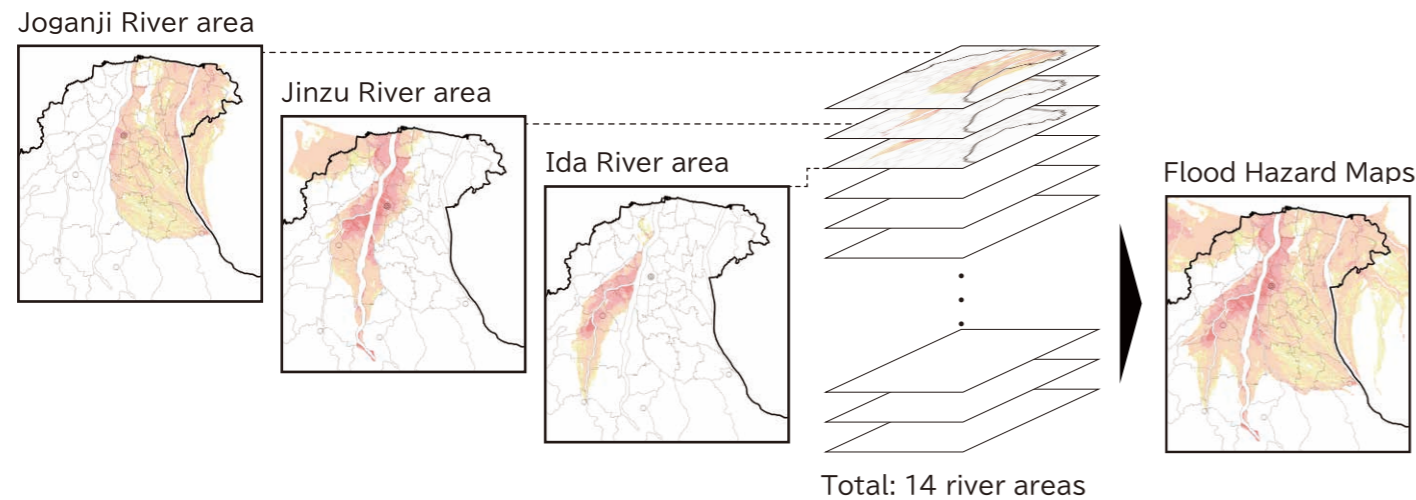 Joganji River area
Jinzu River area
Ida River area
Flood Hazard Maps
Total: 14 river areas